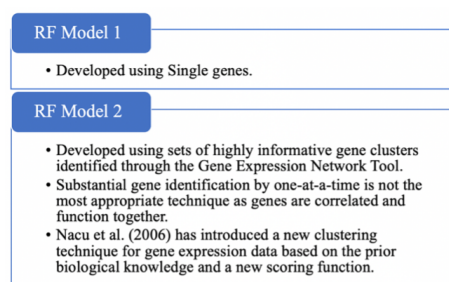 RF Model 1
• Developed using Single genes.
RF Model 2
• Developed using sets of highly informative gene clusters
identified through the Gene Expression Network Tool.
• Substantial gene identification by one-at-a-time is not the
most appropriate technique as genes are correlated and
function together.
• Nacu et al. (2006) has introduced a new clustering
technique for gene expression data based on the prior
biological knowledge and a new scoring function.